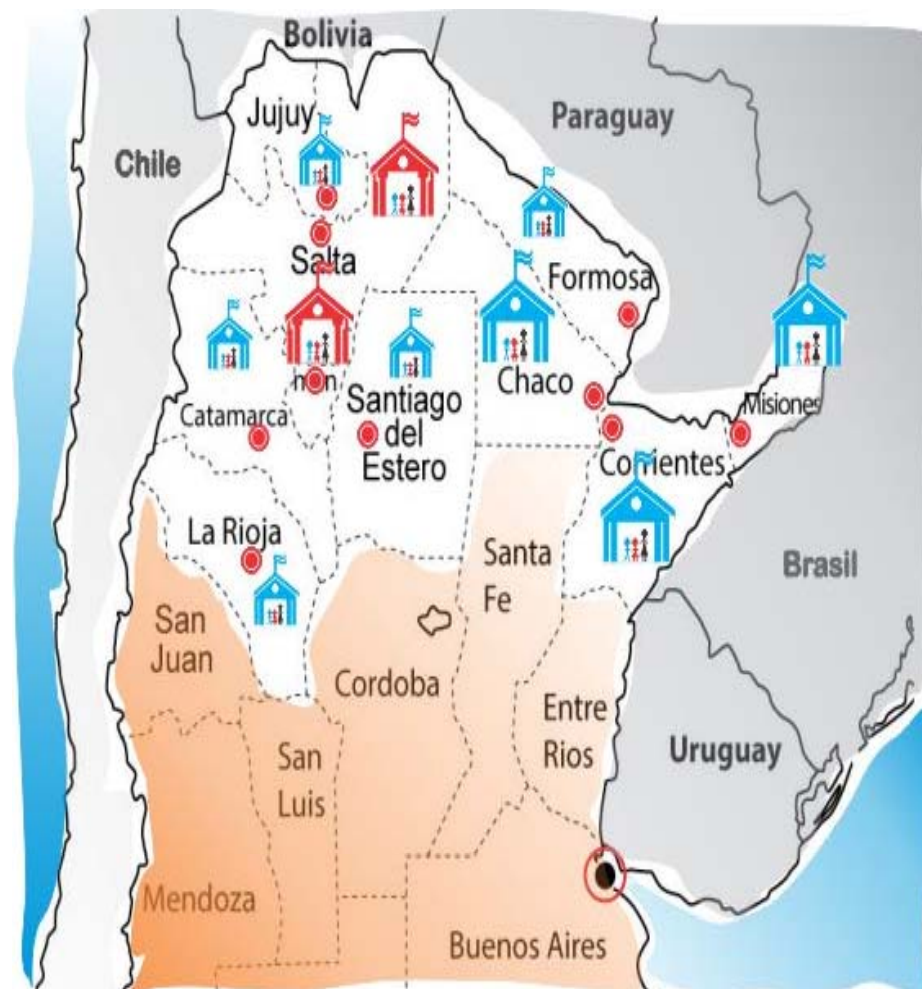 Bolivia
Jujuy
Paraguay
Chile
Salta
Formosa
Chaco
Misiones
Catamarca
Santiago
del
Estero
Corrientes
La Rioja
Santa
Fe
Brasil
San
Juan
Cordoba
Entre
Rios
San
Luis
Uruguay
Mendoza
Buenos Aires